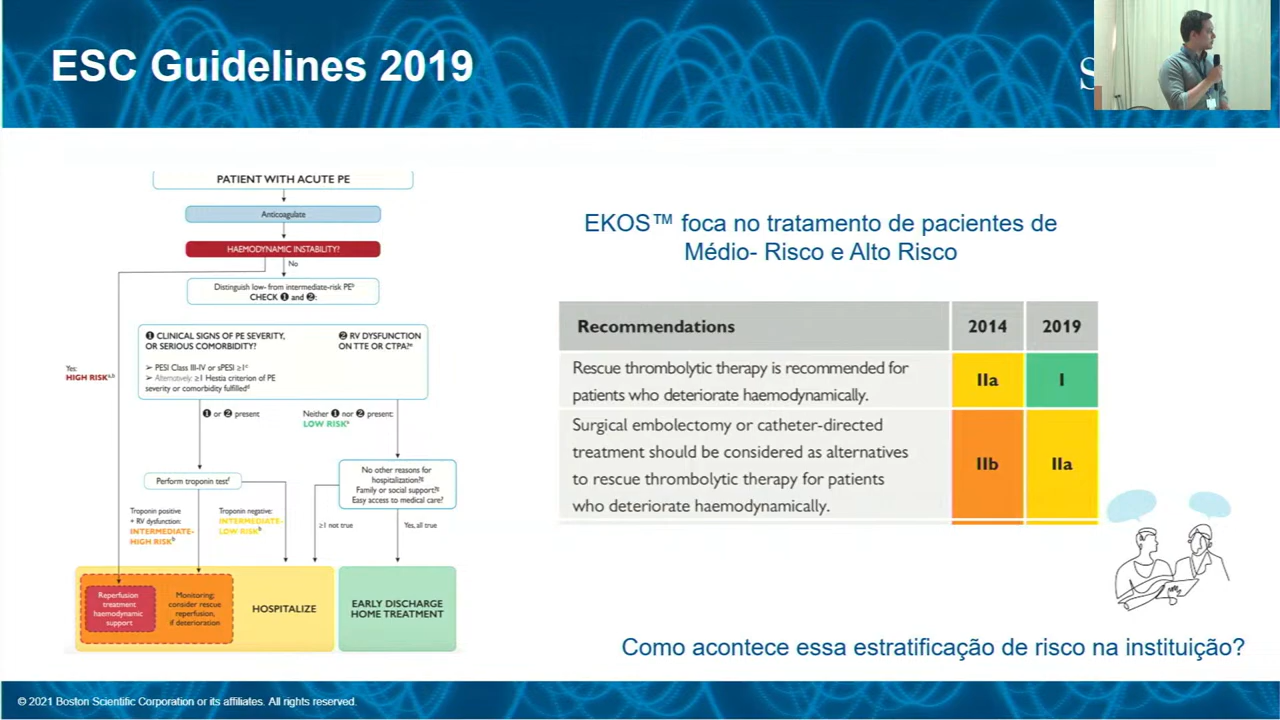 ESC Guidelines 2019
S
PATIENT WITH ACUTE PE
Anticoagulate
HAEMODYNAMIC INSTABILITY?
No
Distinguish low- from intermediate-risk PEᵇ
CHECK ❶ and ❷:
❶ CLINICAL SIGNS OF PE SEVERITY,
OR SERIOUS COMORBIDITY?
➢ PESI Class III-IV or sPESI ≥1ᶜ
➢ Alternatively: ≥1 Hestia criterion of PE
severity or comorbidity fulfilledᵈ
❷ RV DYSFUNCTION
ON TTE OR CTPA?ᵉ
Yes:
HIGH RISKᵃ,ᵇ
❶ or ❷ present
Neither ❶ nor ❷ present:
LOW RISKᵇ
Perform troponin testᶠ
No other reasons for
hospitalization?ᵍ
Family or social support?ᵍ
Easy access to medical care?
Troponin positive
+ RV dysfunction:
INTERMEDIATE-
HIGH RISKᵇ
Troponin negative:
INTERMEDIATE-
LOW RISKᵇ
≥1 not true
Yes, all true
Reperfusion
treatment
haemodynamic
support
Monitoring;
consider rescue
reperfusion,
if deterioration
HOSPITALIZE
EARLY DISCHARGE
HOME TREATMENT
EKOS™ foca no tratamento de pacientes de
Médio- Risco e Alto Risco
Recommendations 2014 2019
Rescue thrombolytic therapy is recommended for
patients who deteriorate haemodynamically.
IIa I
Surgical embolectomy or catheter-directed
treatment should be considered as alternatives
to rescue thrombolytic therapy for patients
who deteriorate haemodynamically.
IIb IIa
Como acontece essa estratificação de risco na instituição?
© 2021 Boston Scientific Corporation or its affiliates. All rights reserved.